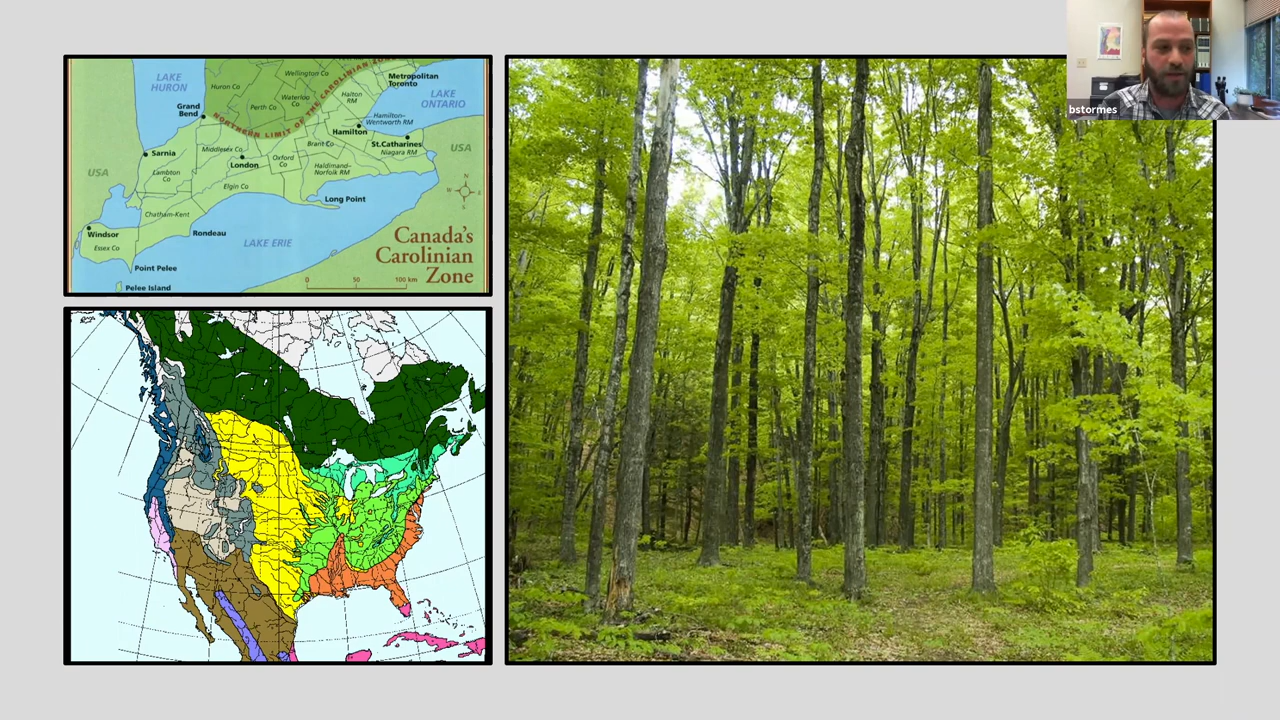 LAKE
HURON
Huron Co
Wellington Co
Perth Co
Waterloo
Co
NORTHERN LIMIT OF THE CAROLINIAN ZONE
Metropolitan
Toronto
Halton
RM
LAKE
ONTARIO
Grand
Bend
Hamilton–
Wentworth RM
Hamilton
St.Catharines
Niagara RM
Brant Co
Sarnia
Middlesex Co
London
Oxford
Co
Haldimand–
Norfolk RM
USA
USA
Lambton
Co
Elgin Co
Long Point
N
W
S
Chatham-Kent
Windsor
Essex Co
Rondeau
LAKE ERIE
Canada's
Carolinian
Zone
Point Pelee
Pelee Island
0 50 100 km
bstormes